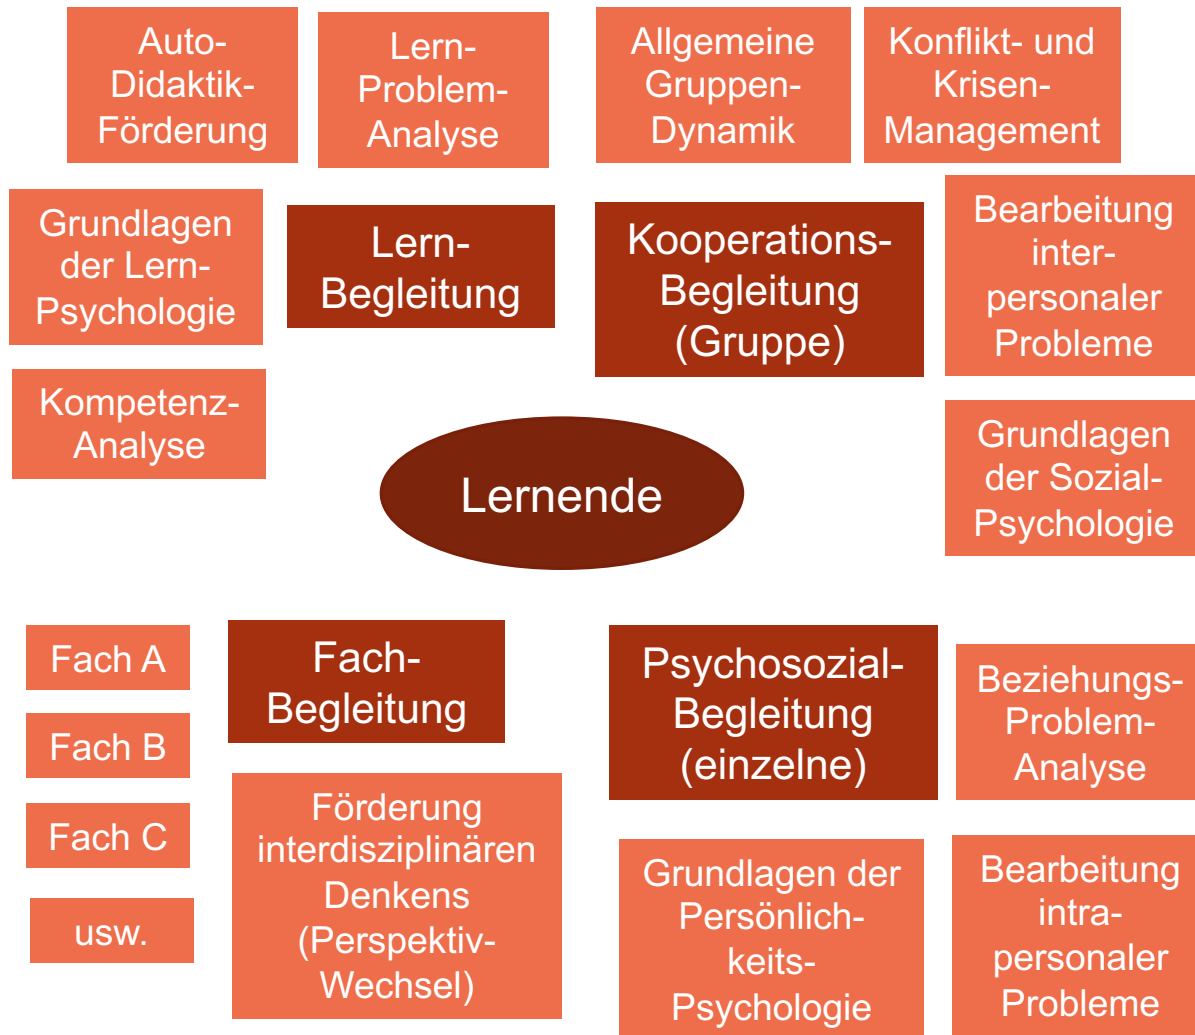 Auto-
Didaktik-
Förderung
Lern-
Problem-
Analyse
Allgemeine
Gruppen-
Dynamik
Konflikt- und
Krisen-
Management
Grundlagen
der Lern-
Psychologie
Lern-
Begleitung
Kooperations-
Begleitung
(Gruppe)
Bearbeitung
inter-
personaler
Probleme
Kompetenz-
Analyse
Lernende
Grundlagen
der Sozial-
Psychologie
Fach A
Fach B
Fach C
usw.
Fach-
Begleitung
Förderung
interdisziplinären
Denkens
(Perspektiv-
Wechsel)
Psychosozial-
Begleitung
(einzelne)
Beziehungs-
Problem-
Analyse
Grundlagen der
Persönlich-
keits-
Psychologie
Bearbeitung
intra-
personaler
Probleme